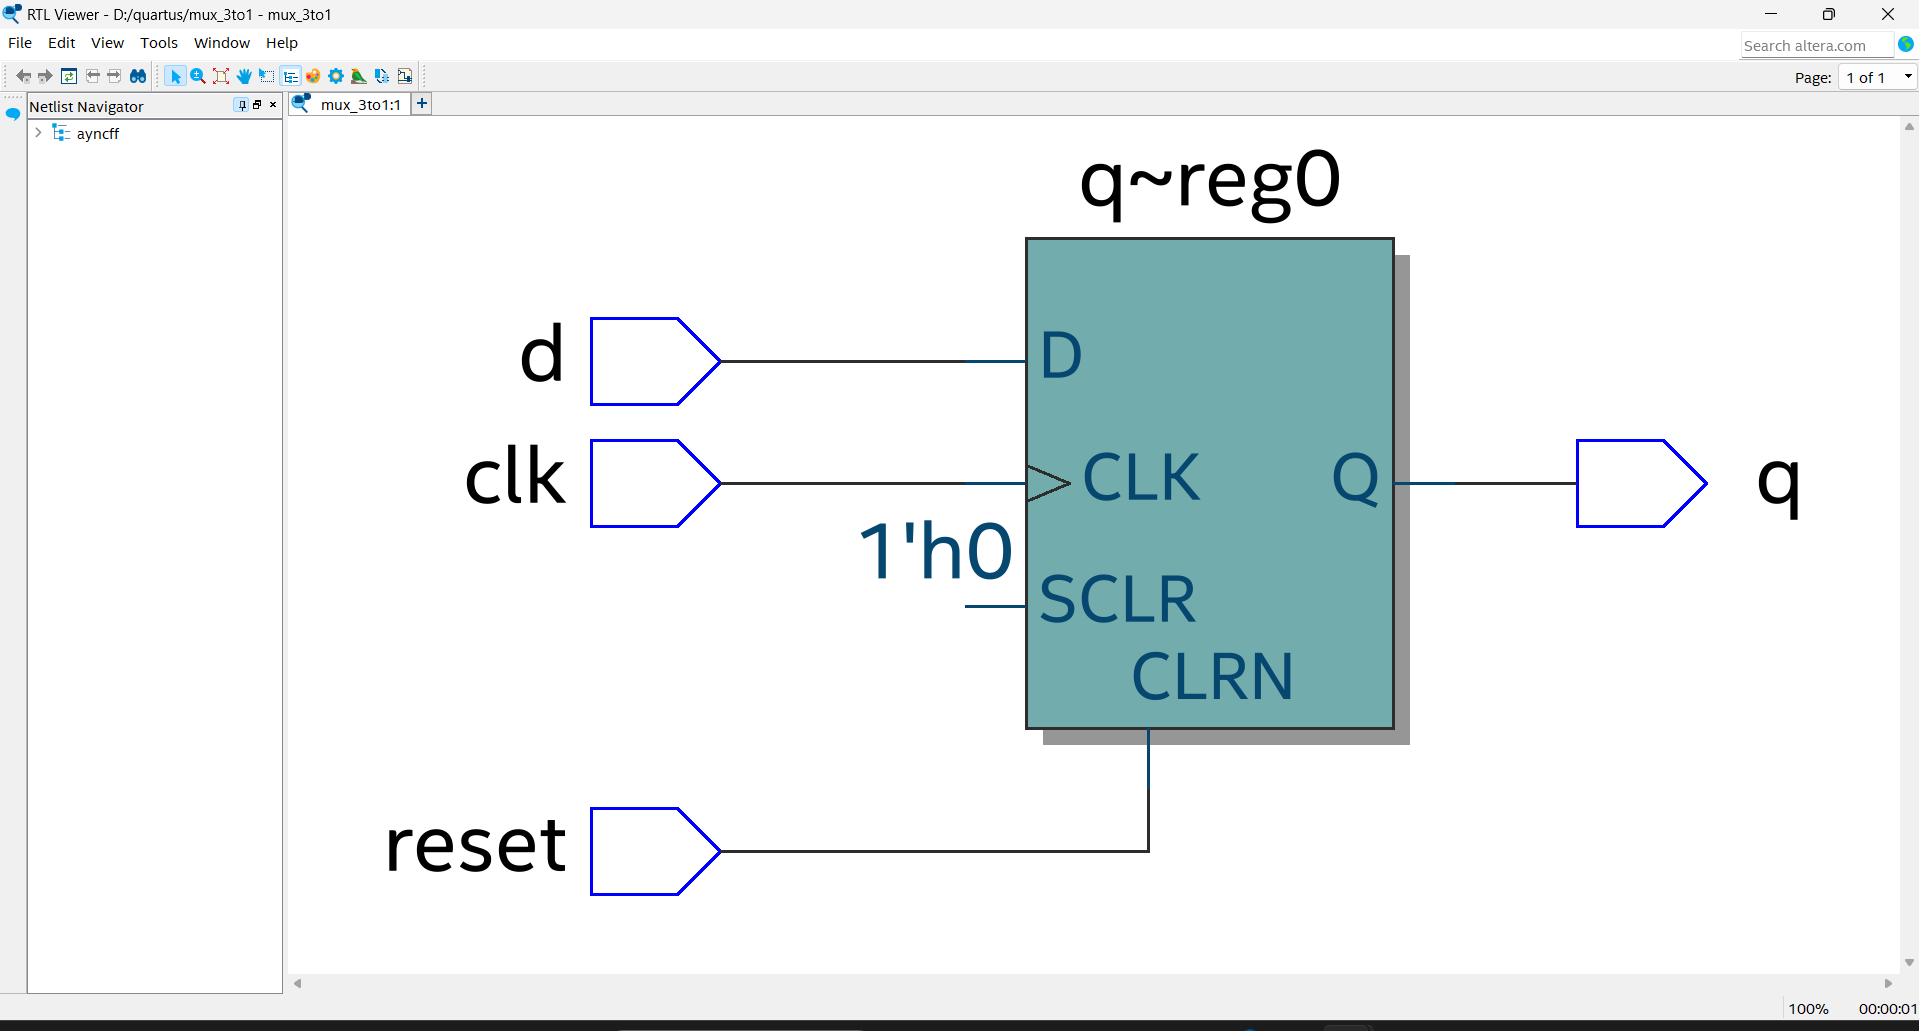 RTL Viewer - D:/quartus/mux_3to1 - mux_3to1
File Edit View Tools Window Help
Search altera.com
Page: 1 of 1
Netlist Navigator
mux_3to1:1
ayncff
q~reg0
d
D
clk
CLK
Q
q
1'h0
SCLR
CLRN
reset
100% 00:00:01